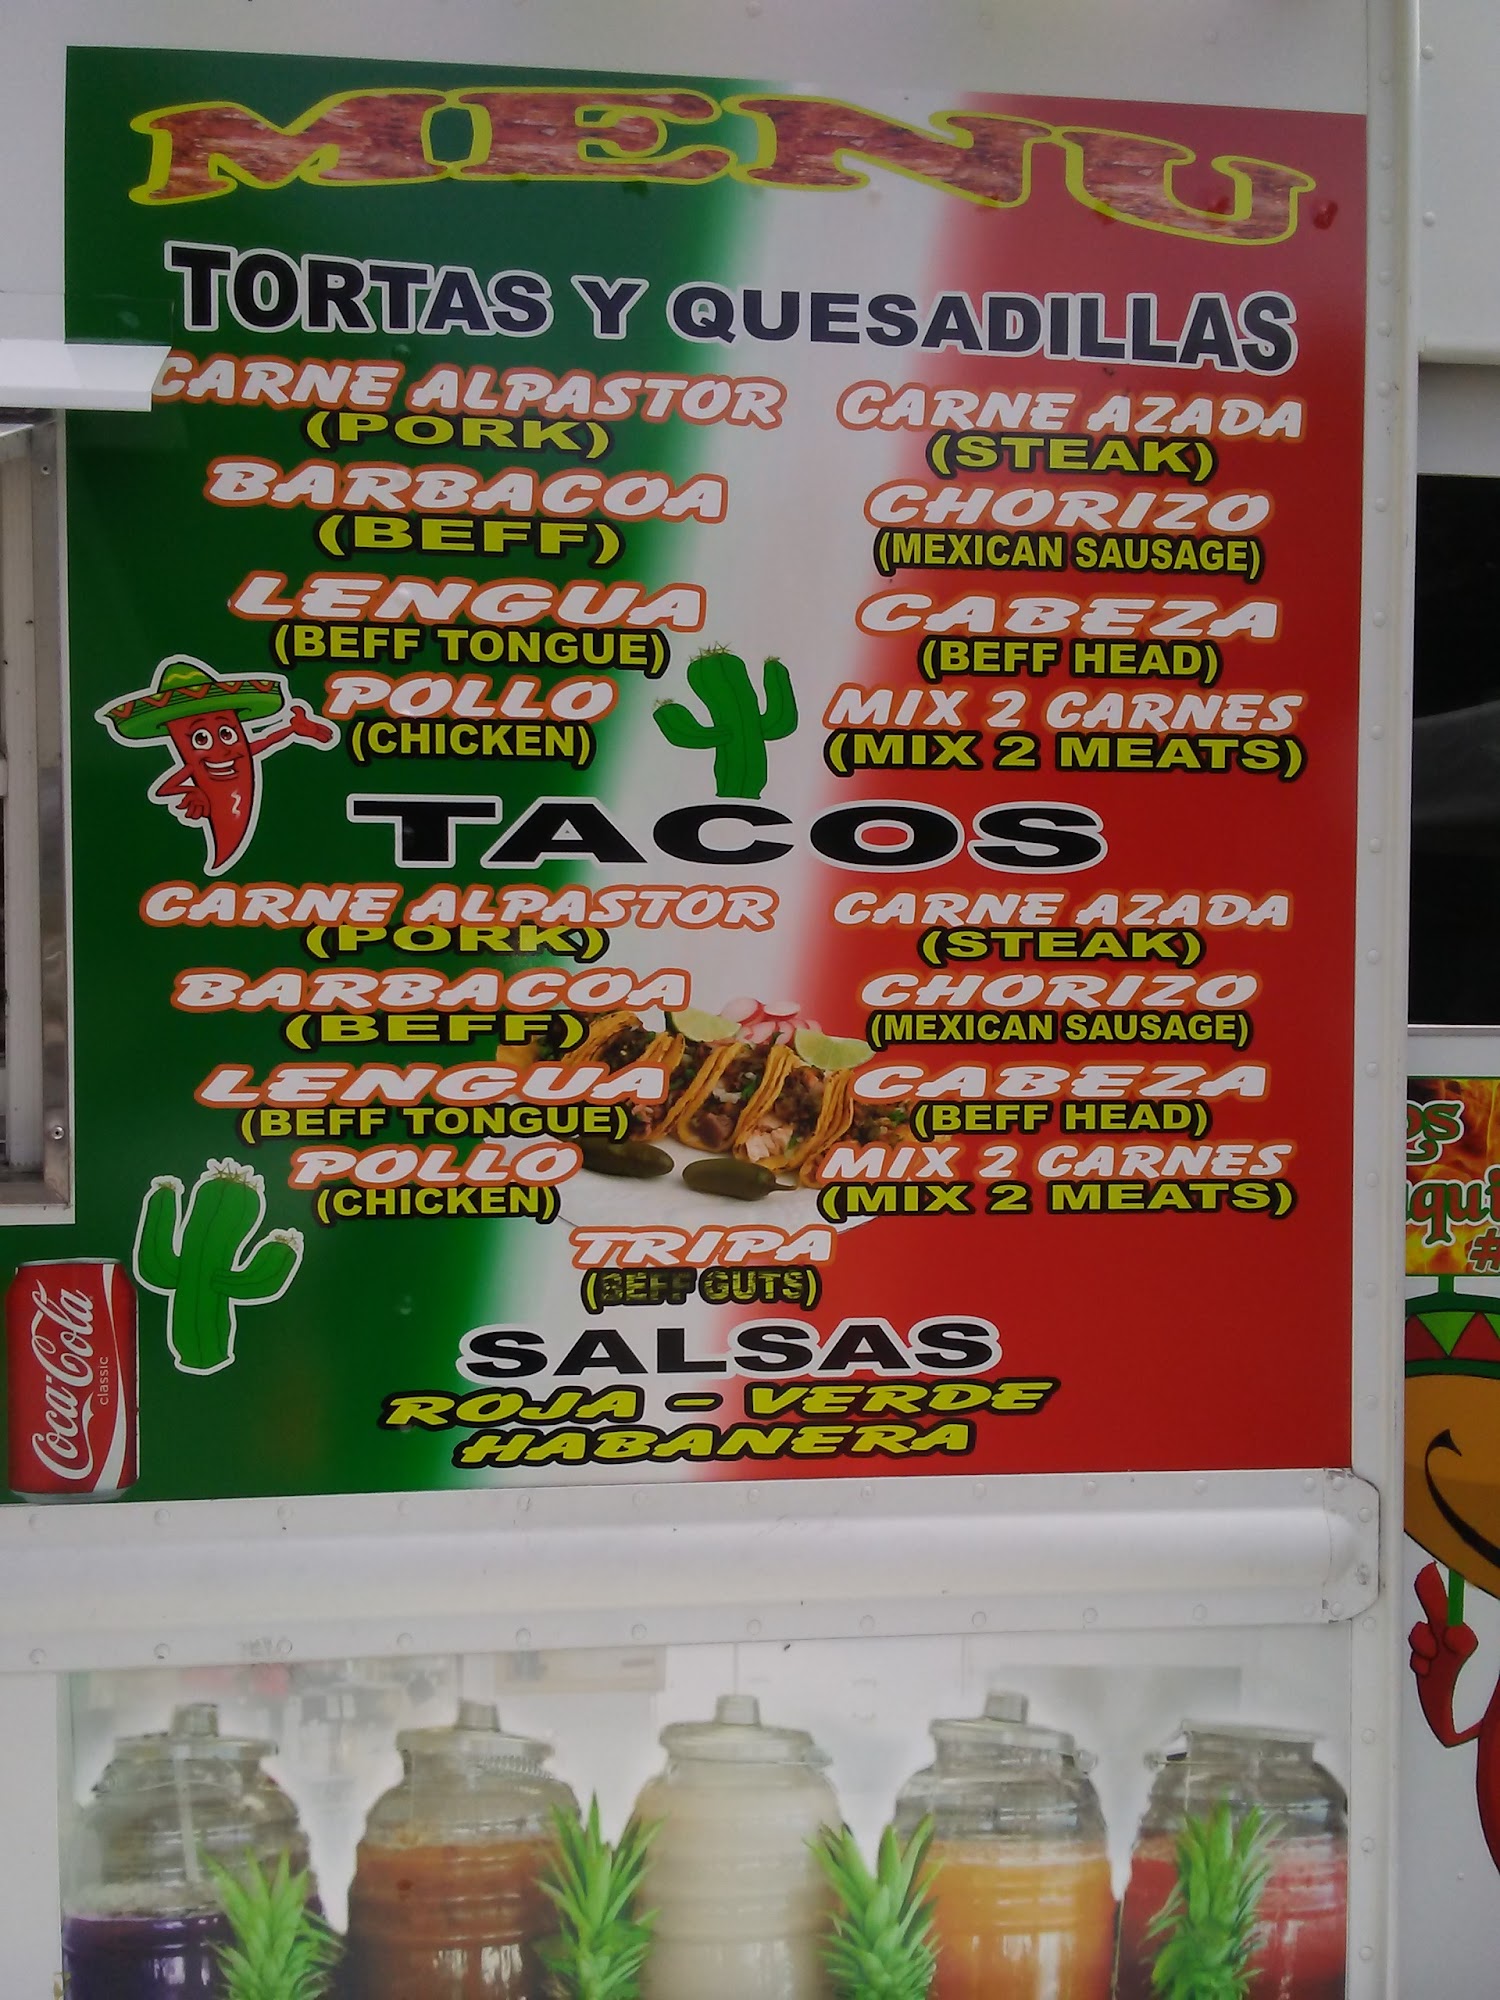 MENU
TORTAS Y QUESADILLAS
CARNE ALPASTOR
(PORK)
BARBACOA
(BEFF)
LENGUA
(BEFF TONGUE)
POLLO
(CHICKEN)
CARNE AZADA
(STEAK)
CHORIZO
(MEXICAN SAUSAGE)
CABEZA
(BEFF HEAD)
MIX 2 CARNES
(MIX 2 MEATS)
TACOS
CARNE ALPASTOR
(PORK)
BARBACOA
(BEFF)
LENGUA
(BEFF TONGUE)
POLLO
(CHICKEN)
CARNE AZADA
(STEAK)
CHORIZO
(MEXICAN SAUSAGE)
CABEZA
(BEFF HEAD)
MIX 2 CARNES
(MIX 2 MEATS)
TRIPA
(BEFF GUTS)
SALSAS
ROJA - VERDE
HABANERA
Coca-Cola
classic